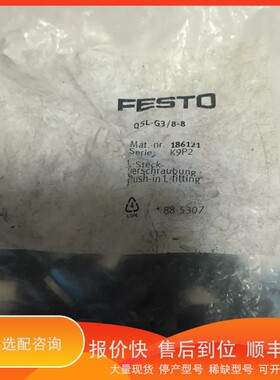 FESTO
QSL-G3/8-8
Mat.-nr. 186121
Serie: K9P2
L-Steck-
verschraubung
push-in L-fitting
88-5307
选配咨询
报价快 售后到位 顺丰
大量现货 停产型号 稀缺型号 可开